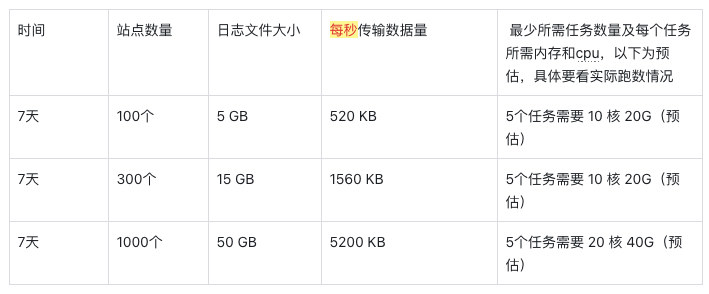 时间
站点数量
日志文件大小
每秒传输数据量
最少所需任务数量及每个任务
所需内存和cpu，以下为预
估，具体要看实际跑数情况
7天
100个
5 GB
520 KB
5个任务需要 10 核 20G（预
估）
7天
300个
15 GB
1560 KB
5个任务需要 10 核 20G（预
估）
7天
1000个
50 GB
5200 KB
5个任务需要 20 核 40G（预
估）